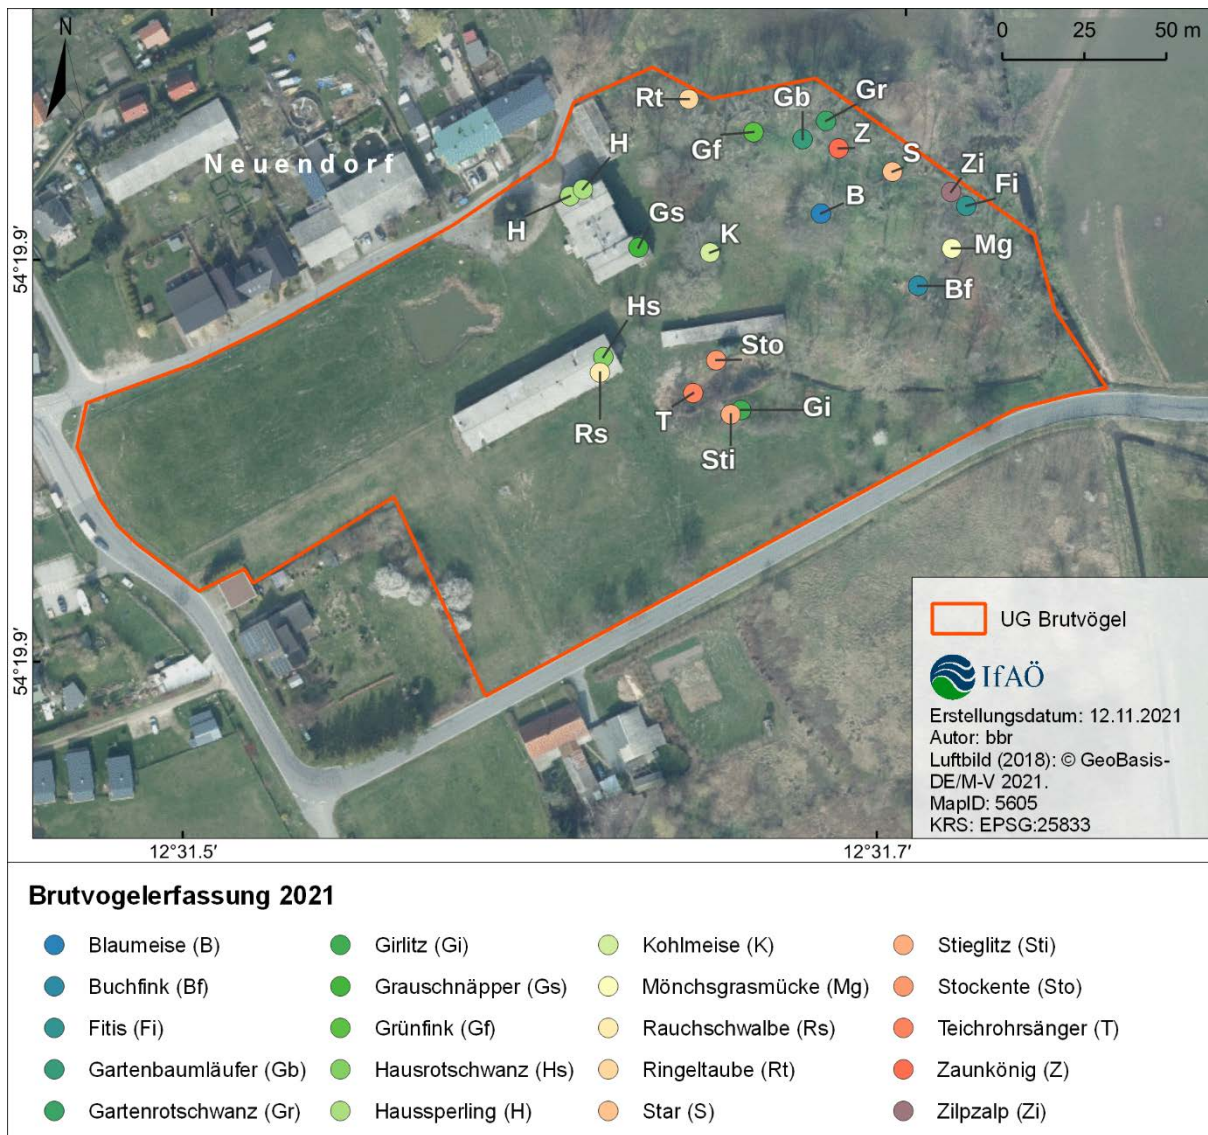 N
0 25 50 m
Rt
Gb
Gr
H
Gf
Z
Neuendorf
S
Zi
Fi
B
H
Gs
K
Mg
54°19.9′
Bf
Hs
Sto
T
Gi
Rs
Sti
UG Brutvögel
54°19.9′
IfAÖ
Erstellungsdatum: 12.11.2021
Autor: bbr
Luftbild (2018): © GeoBasis-
DE/M-V 2021.
MapID: 5605
KRS: EPSG:25833
12°31.5′
12°31.7′
Brutvogelerfassung 2021
Blaumeise (B)
Buchfink (Bf)
Fitis (Fi)
Gartenbaumläufer (Gb)
Gartenrotschwanz (Gr)
Girlitz (Gi)
Grauschnäpper (Gs)
Grünfink (Gf)
Hausrotschwanz (Hs)
Haussperling (H)
Kohlmeise (K)
Mönchsgrasmücke (Mg)
Rauchschwalbe (Rs)
Ringeltaube (Rt)
Star (S)
Stieglitz (Sti)
Stockente (Sto)
Teichrohrsänger (T)
Zaunkönig (Z)
Zilpzalp (Zi)